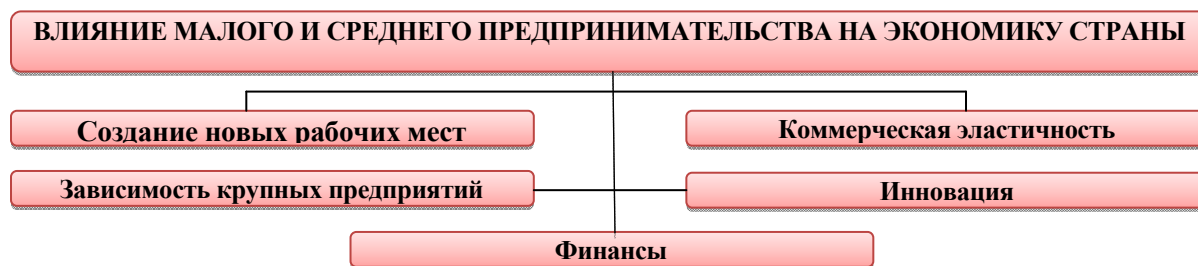 ВЛИЯНИЕ МАЛОГО И СРЕДНЕГО ПРЕДПРИНИМАТЕЛЬСТВА НА ЭКОНОМИКУ СТРАНЫ
Создание новых рабочих мест
Коммерческая эластичность
Зависимость крупных предприятий
Инновация
Финансы